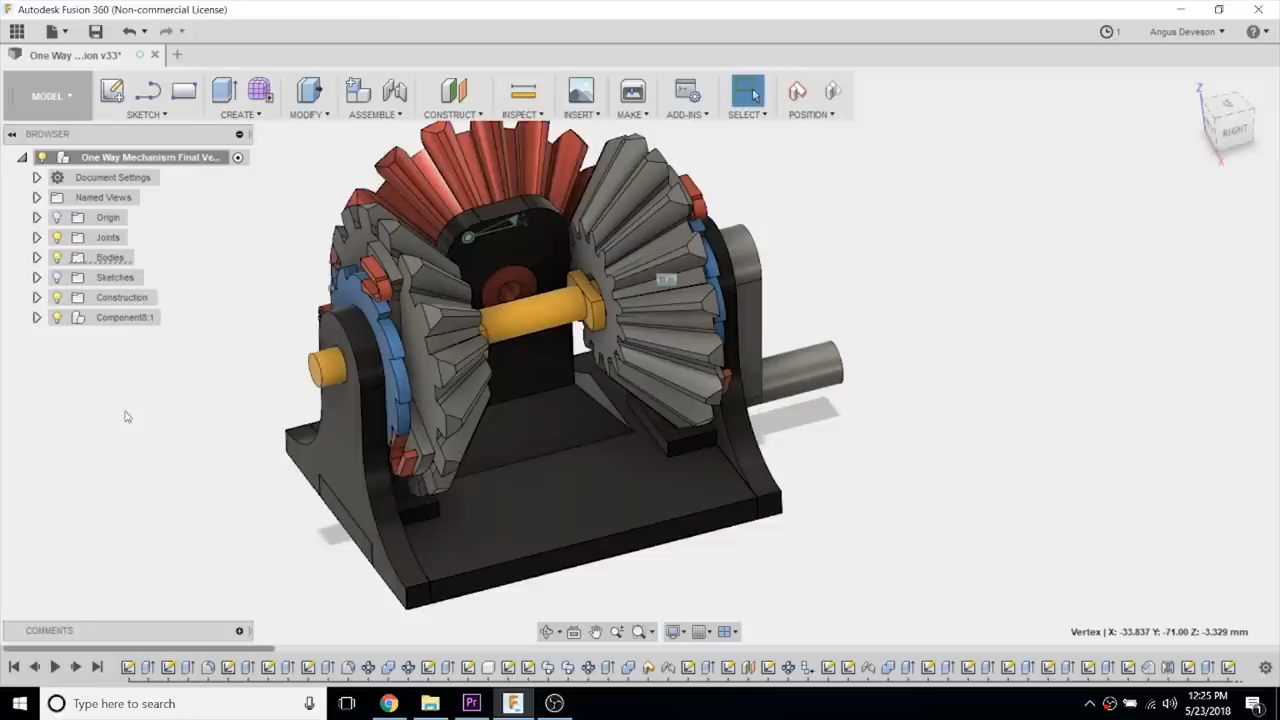 Autodesk Fusion 360 (Non-commercial License)
1
Angus Deveson
One Way ...ion v33*
MODEL
SKETCH
CREATE
MODIFY
ASSEMBLE
CONSTRUCT
INSPECT
INSERT
MAKE
ADD-INS
SELECT
POSITION
Z
RIGHT
X
BROWSER
One Way Mechanism Final Ve...
Document Settings
Named Views
Origin
Joints
Bodies
Sketches
Construction
Component8:1
COMMENTS
Vertex | X: -33.837 Y: -71.00 Z: -3.329 mm
Type here to search
12:25 PM
5/23/2018